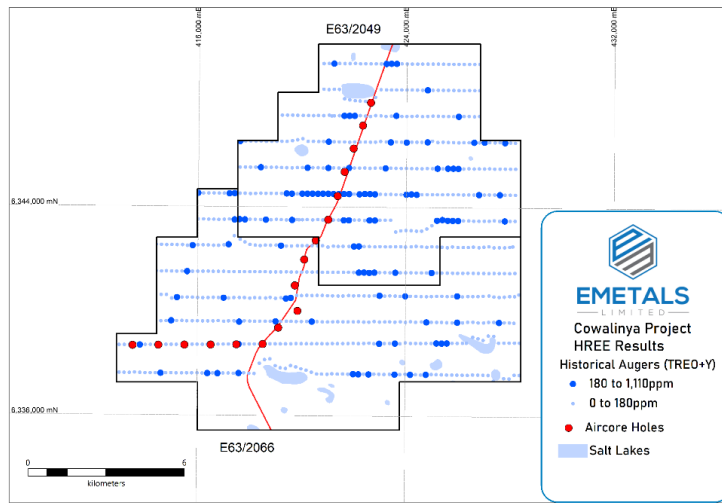 E63/2049
416,000 mE
424,000 mE
432,000 mE
6,344,000 mN
6,336,000 mN
E63/2066
0
6
kilometers
EMETALS
LIMITED
Cowalinya Project
HREE Results
Historical Augers (TREO+Y)
180 to 1,110ppm
0 to 180ppm
Aircore Holes
Salt Lakes